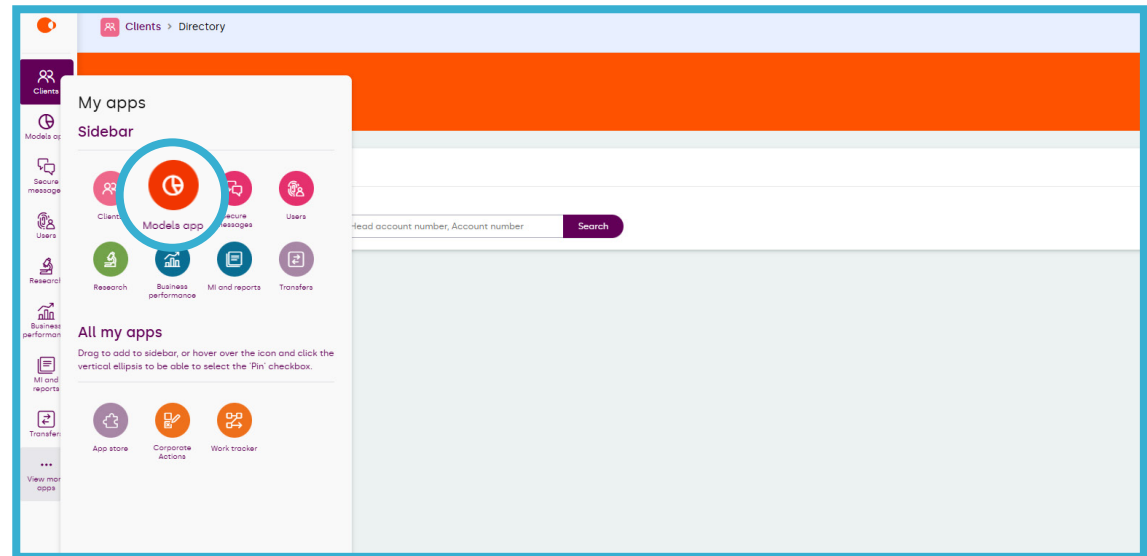 Clients > Directory
Clients
Models ap
Secure
message
Users
Research
Business
performan
MI and
reports
Transfer
View mor
apps
My apps
Sidebar
Clients
Models app
Secure
messages
Users
Research
Business
performance
MI and reports
Transfers
All my apps
Drag to add to sidebar, or hover over the icon and click the
vertical ellipsis to be able to select the 'Pin' checkbox.
App store
Corporate
Actions
Work tracker
Head account number, Account number
Search